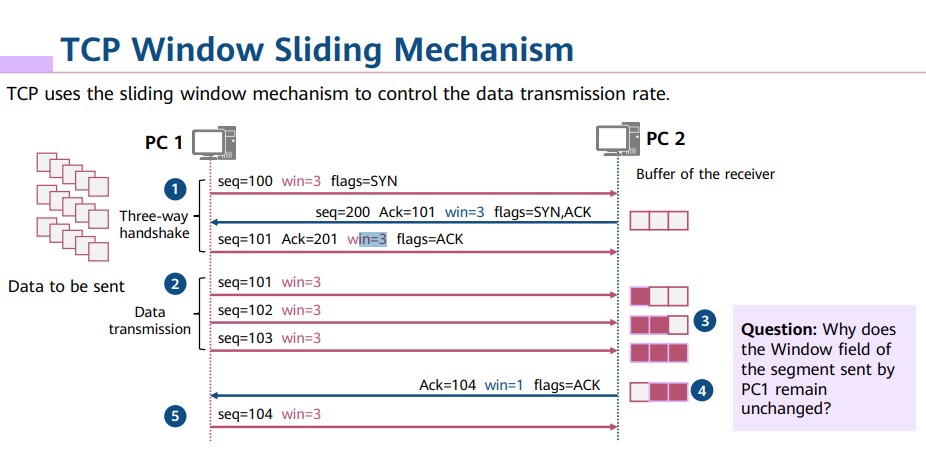 TCP Window Sliding Mechanism
TCP uses the sliding window mechanism to control the data transmission rate.
PC 1
PC 2
Buffer of the receiver
1
Three-way
handshake
seq=100 win=3 flags=SYN
seq=200 Ack=101 win=3 flags=SYN,ACK
seq=101 Ack=201 win=3 flags=ACK
Data to be sent
2
Data
transmission
seq=101 win=3
seq=102 win=3
seq=103 win=3
3
Ack=104 win=1 flags=ACK
4
5
seq=104 win=3
Question: Why does
the Window field of
the segment sent by
PC1 remain
unchanged?